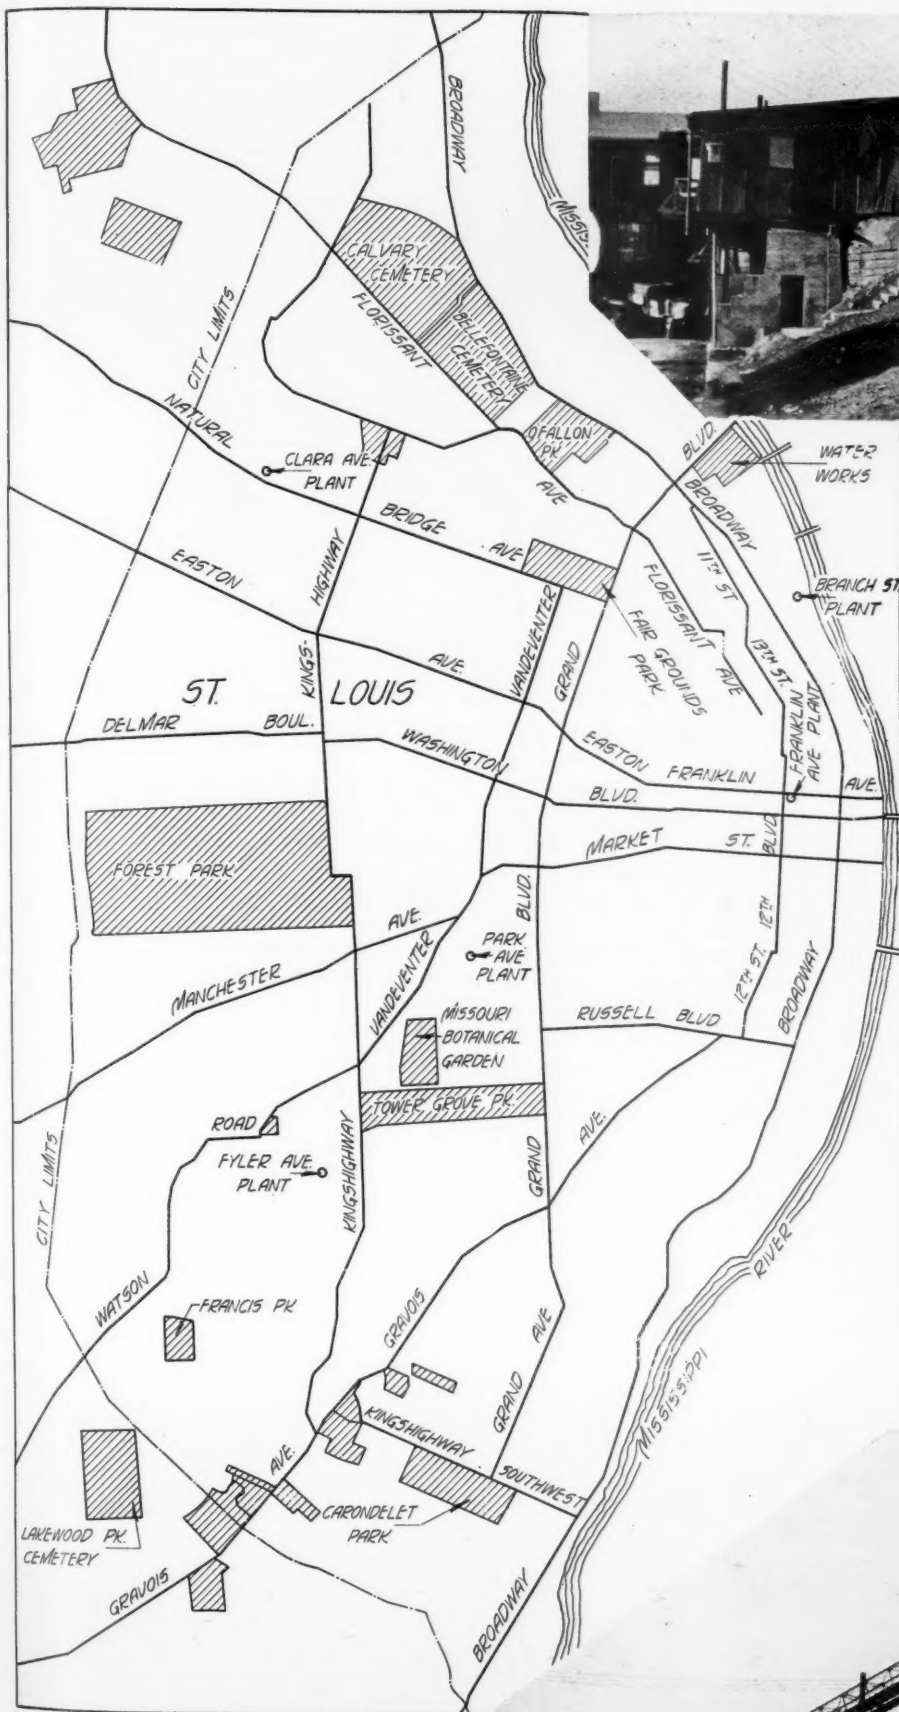 BROADWAY
MISSIS.
CALVARY
CEMETERY
CITY LIMITS
FLORISSANT
BELLEFONTAINE
CEMETERY
NATURAL
O'FALLON
PK.
BLVD.
WATER
WORKS
CLARA AVE.
PLANT
AVE
BROADWAY
BRIDGE
AVE
HIGHWAY
11TH ST
EASTON
FLORISSANT AVE
BRANCH ST.
PLANT
VANDEVENTER
GRAND
FAIR GROUNDS
PARK
AVE.
KINGS-
13TH ST.
ST. LOUIS
FRANKLIN
AVE PLANT
DELMAR BOUL.
WASHINGTON
EASTON
FRANKLIN
AVE.
BLVD.
BLVD
MARKET ST.
FOREST PARK
BLVD.
AVE.
12TH
PARK
AVE
PLANT
VANDEVENTER
12TH ST.
BROADWAY
MANCHESTER
MISSOURI
BOTANICAL
GARDEN
RUSSELL BLVD
TOWER GROVE PK.
ROAD
AVE.
FYLER AVE.
PLANT
KINGSHIGHWAY
GRAND
CITY LIMITS
RIVER
WATSON
FRANCIS PK
GRAVOIS
AVE
MISSISSIPPI
GRAND
KINGSHIGHWAY
AVE.
SOUTHWEST
CARONDELET
PARK
LAKEWOOD PK.
CEMETERY
GRAVOIS
BROADWAY